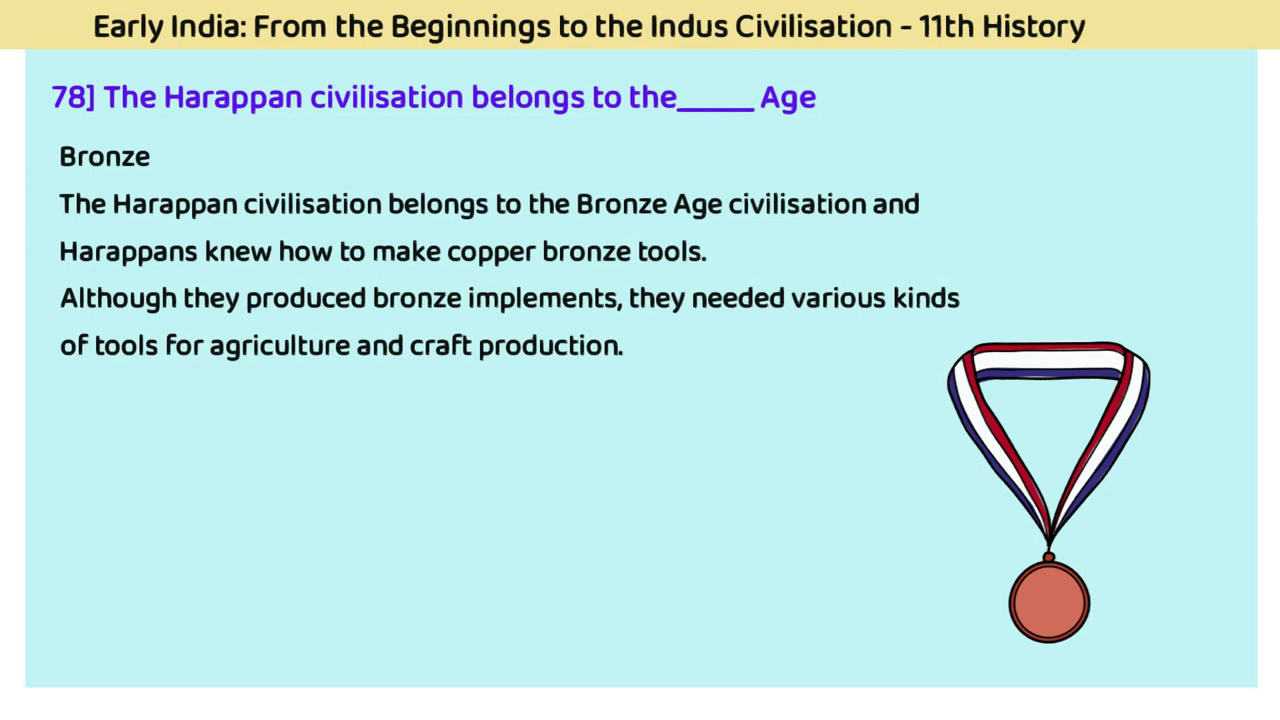 Early India: From the Beginnings to the Indus Civilisation - 11th History
78] The Harappan civilisation belongs to the_____ Age
Bronze
The Harappan civilisation belongs to the Bronze Age civilisation and
Harappans knew how to make copper bronze tools.
Although they produced bronze implements, they needed various kinds
of tools for agriculture and craft production.